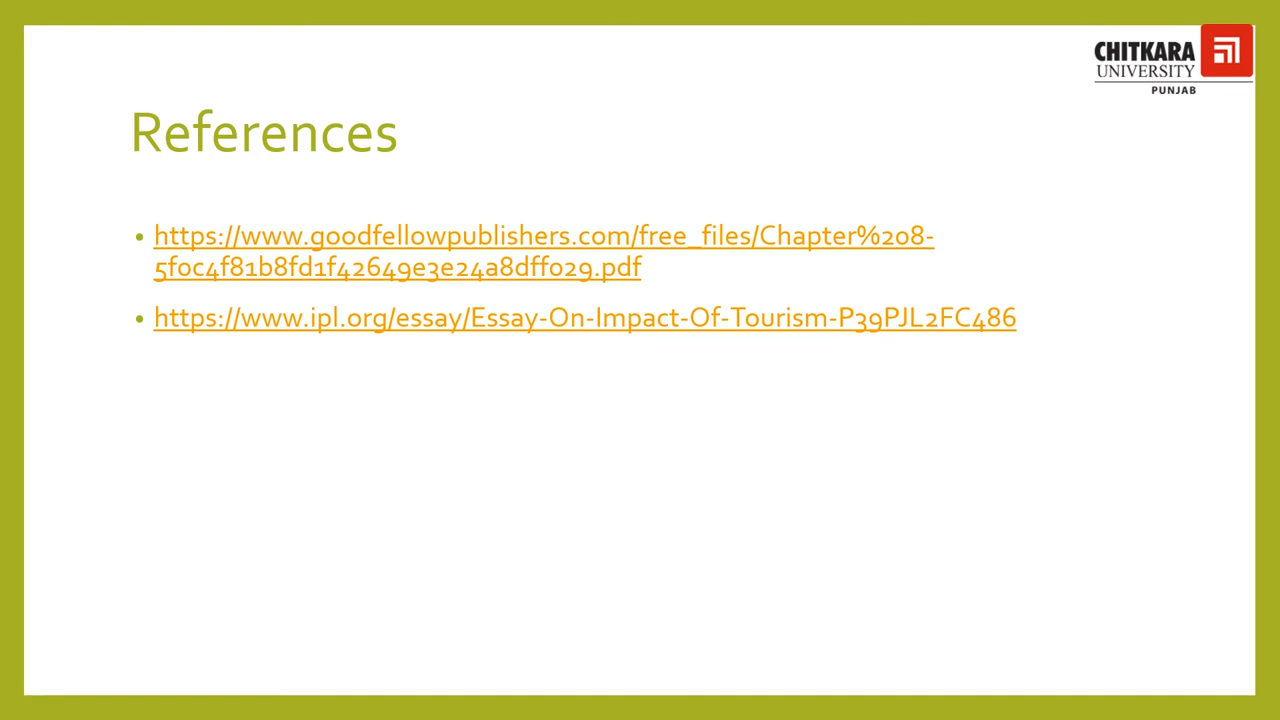 CHITKARA
UNIVERSITY
PUNJAB
References
• https://www.goodfellowpublishers.com/free_files/Chapter%208-
5f0c4f81b8fd1f42649e3e24a8dff029.pdf
• https://www.ipl.org/essay/Essay-On-Impact-Of-Tourism-P39PJL2FC486